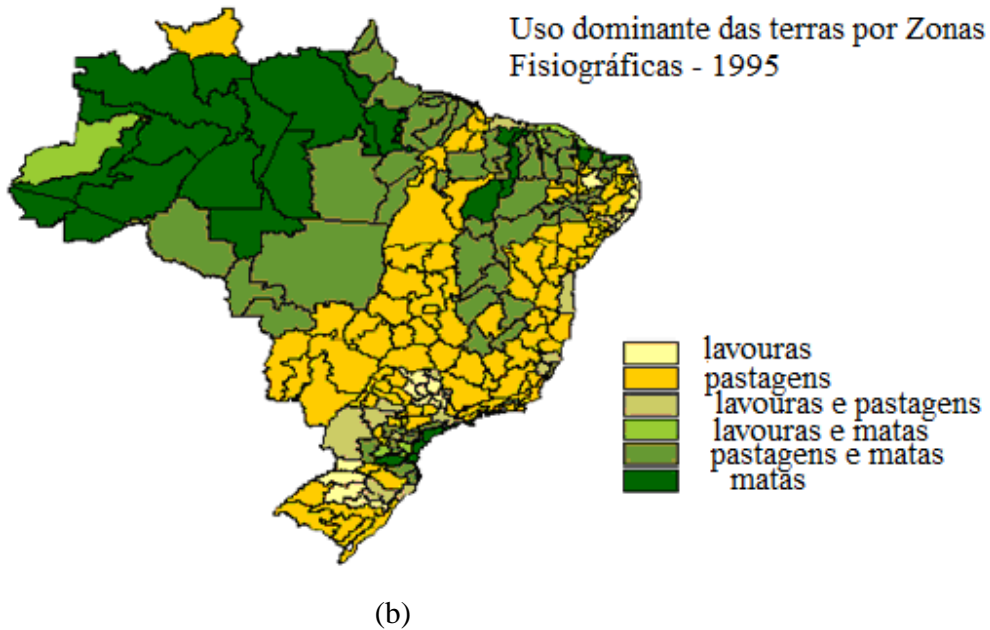 Uso dominante das terras por Zonas
Fisiográficas - 1995
lavouras
pastagens
lavouras e pastagens
lavouras e matas
pastagens e matas
matas
(b)